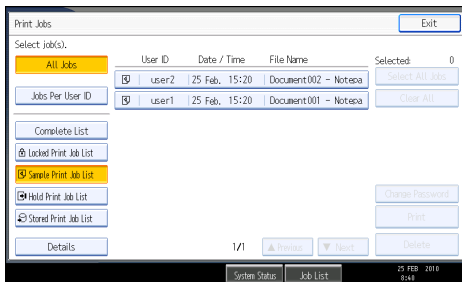 Print Jobs
Exit
Select job(s).
All Jobs
User ID Date / Time File Name
Selected: 0
user2 25 Feb. 15:20 Document002 - Notepa
Select All Jobs
Jobs Per User ID
user1 25 Feb. 15:20 Document001 - Notepa
Clear All
Complete List
Locked Print Job List
Sample Print Job List
Hold Print Job List
Change Password
Stored Print Job List
Print
Details
1/1
▲ Previous
▼ Next
Delete
System Status
Job List
25 FEB 2010
8:48